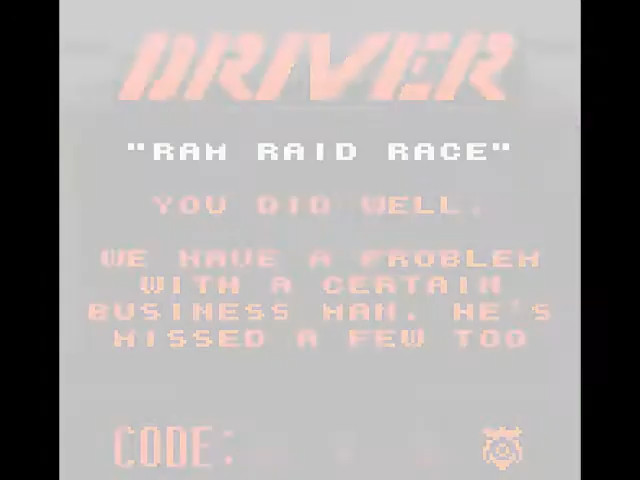 DRIVER
"RAM RAID RACE"
YOU DID WELL.
WE HAVE A PROBLEM
WITH A CERTAIN
BUSINESS MAN. HE'S
MISSED A FEW TOO
CODE: